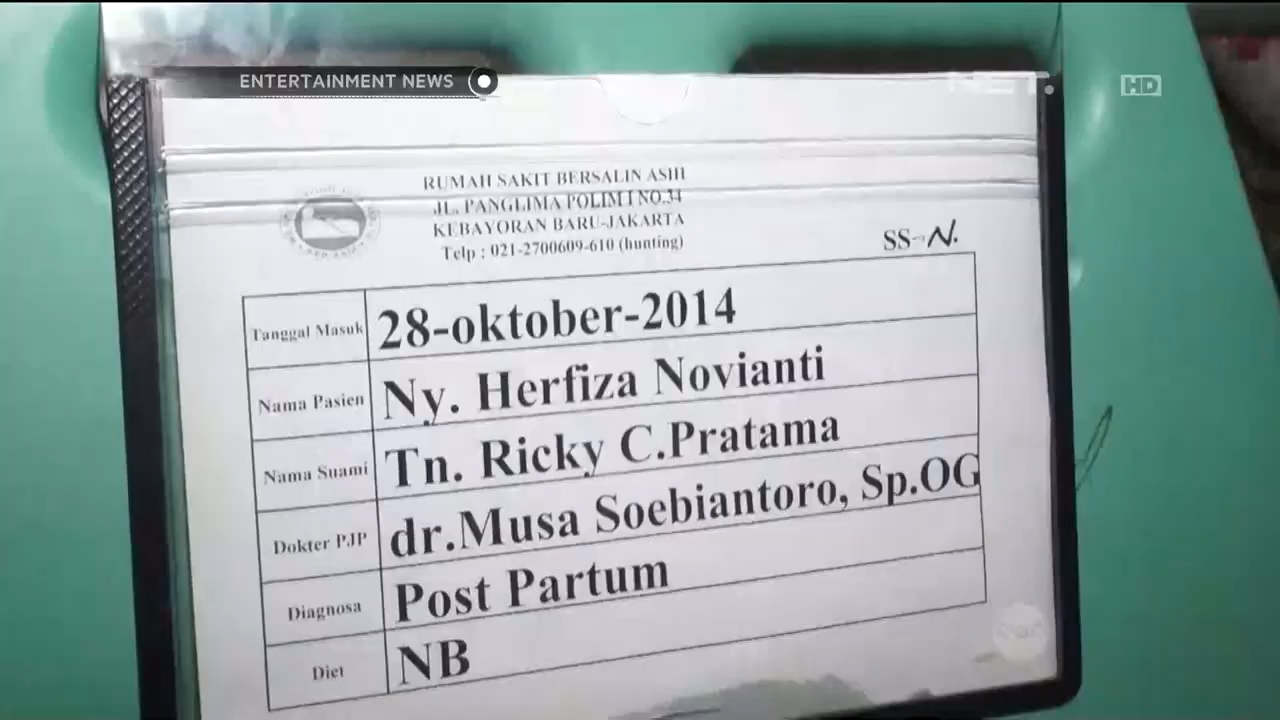 ENTERTAINMENT NEWS
NET.
HD
RUMAH SAKIT BERSALIN ASIH
JL. PANGLIMA POLIM I NO.34
KEBAYORAN BARU-JAKARTA
Telp : 021-2700609-610 (hunting)
SS-N.
Tanggal Masuk 28-oktober-2014
Nama Pasien Ny. Herfiza Novianti
Nama Suami Tn. Ricky C.Pratama
Dokter PJP dr.Musa Soebiantoro, Sp.OG
Diagnosa Post Partum
Diet NB